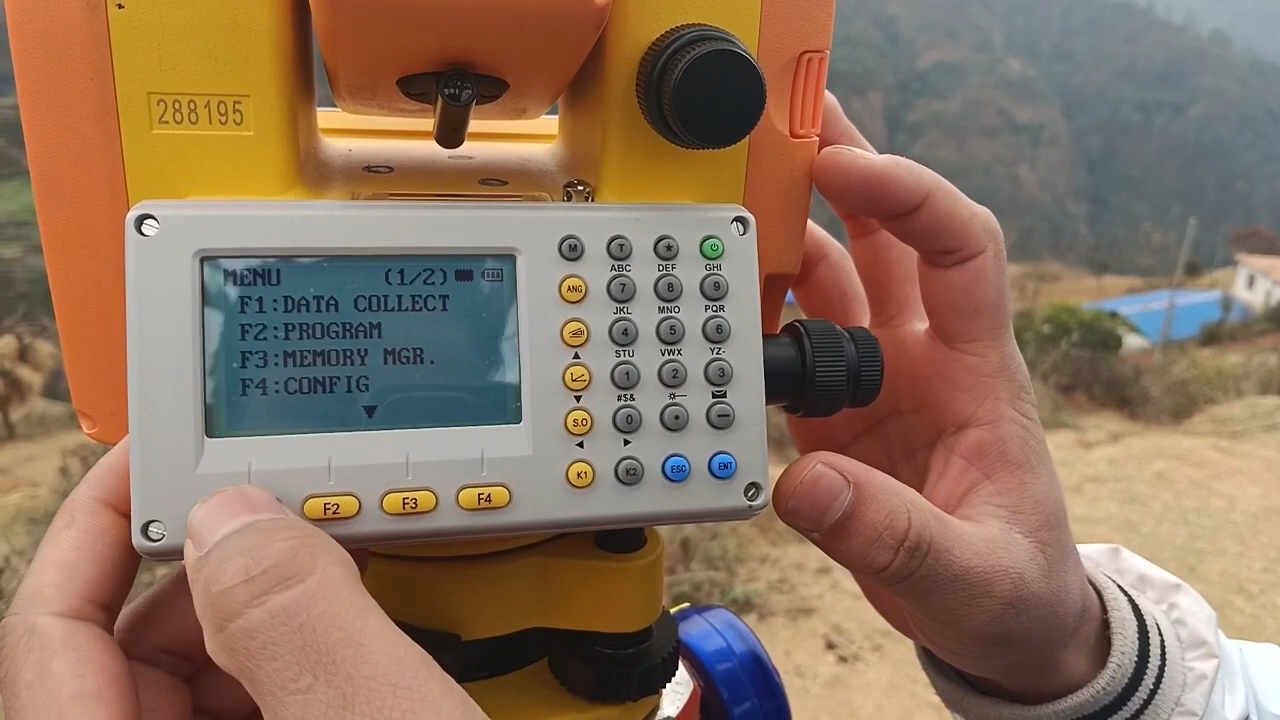 288195
MENU (1/2)
F1:DATA COLLECT
F2:PROGRAM
F3:MEMORY MGR.
F4:CONFIG
M T ★
ABC DEF GHI
ANG 7 8 9
JKL MNO PQR
4 5 6
STU VWX YZ-
1 2 3
#$&
S.O 0 • —
K1 K2 ESC ENT
F2 F3 F4